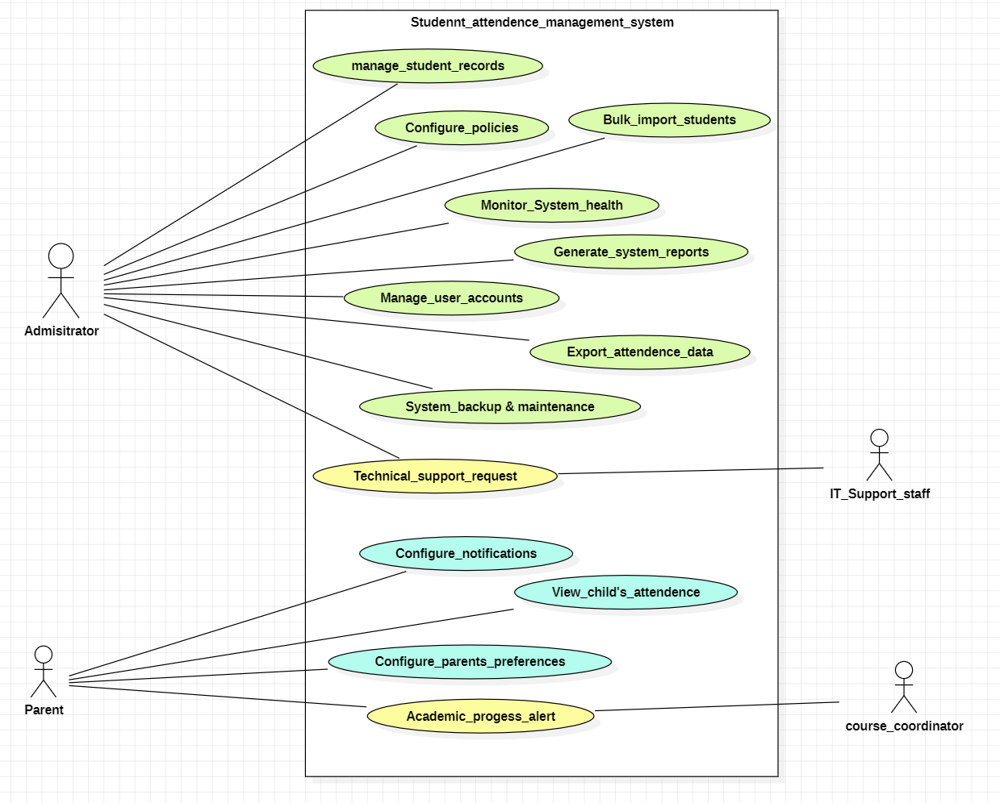 Studennt_attendence_management_system
manage_student_records
Bulk_import_students
Configure_policies
Monitor_System_health
Generate_system_reports
Manage_user_accounts
Admisitrator
Export_attendence_data
System_backup & maintenance
Technical_support_request
IT_Support_staff
Configure_notifications
View_child's_attendence
Configure_parents_preferences
Parent
Academic_progess_alert
course_coordinator